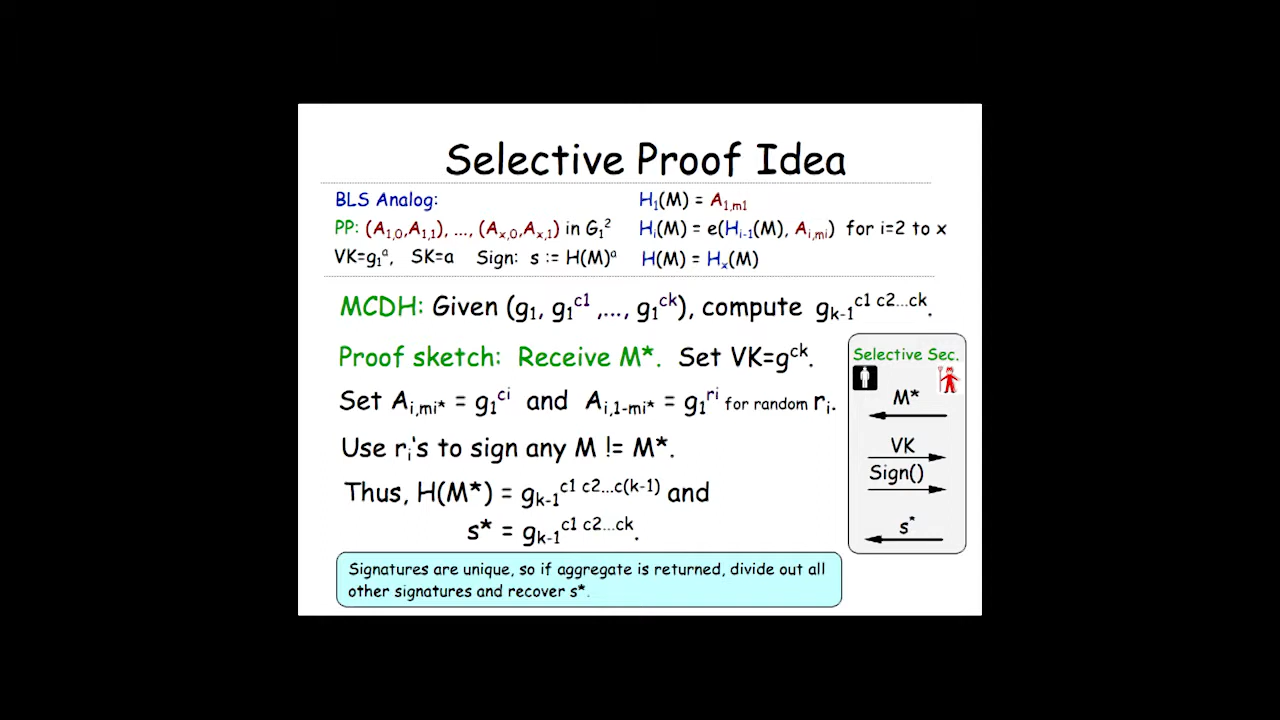 Selective Proof Idea
BLS Analog:
PP: (A1,0,A1,1), ..., (Ax,0,Ax,1) in G1²
VK=g1ᵃ, SK=a Sign: s := H(M)ᵃ
H1(M) = A1,m1
Hi(M) = e(Hi-1(M), Ai,mi) for i=2 to x
H(M) = Hx(M)
MCDH: Given (g1, g1^c1 ,..., g1^ck), compute gk-1^c1 c2...ck.
Proof sketch: Receive M*. Set VK=g^ck.
Set Ai,mi* = g1^ci and Ai,1-mi* = g1^ri for random ri.
Use ri's to sign any M != M*.
Thus, H(M*) = gk-1^c1 c2...c(k-1) and
s* = gk-1^c1 c2...ck.
Signatures are unique, so if aggregate is returned, divide out all
other signatures and recover s*.
Selective Sec.
M*
VK
Sign()
s*